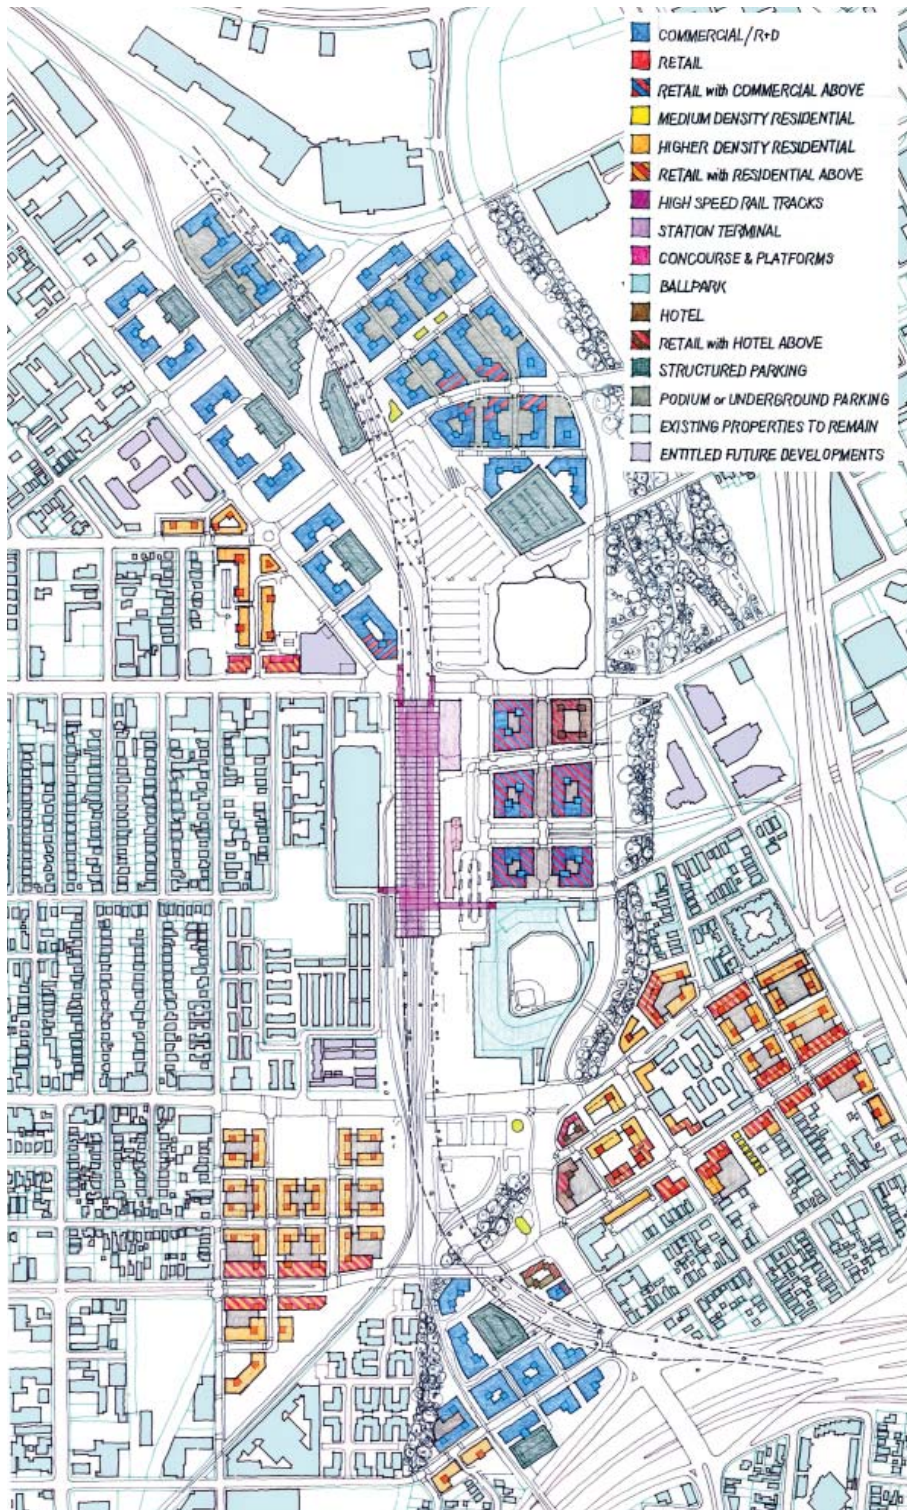 COMMERCIAL/R+D
RETAIL
RETAIL with COMMERCIAL ABOVE
MEDIUM DENSITY RESIDENTIAL
HIGHER DENSITY RESIDENTIAL
RETAIL with RESIDENTIAL ABOVE
HIGH SPEED RAIL TRACKS
STATION TERMINAL
CONCOURSE & PLATFORMS
BALLPARK
HOTEL
RETAIL with HOTEL ABOVE
STRUCTURED PARKING
PODIUM or UNDERGROUND PARKING
EXISTING PROPERTIES TO REMAIN
ENTITLED FUTURE DEVELOPMENTS